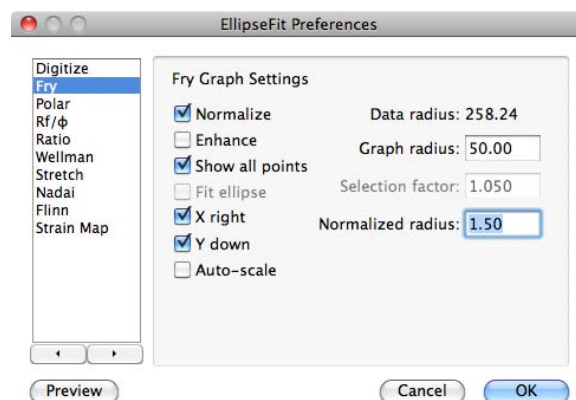 EllipseFit Preferences
Digitize
Fry
Polar
Rf/ϕ
Ratio
Wellman
Stretch
Nadai
Flinn
Strain Map
Fry Graph Settings
Normalize
Enhance
Show all points
Fit ellipse
X right
Y down
Auto-scale
Data radius: 258.24
Graph radius: 50.00
Selection factor: 1.050
Normalized radius: 1.50
Preview
Cancel
OK